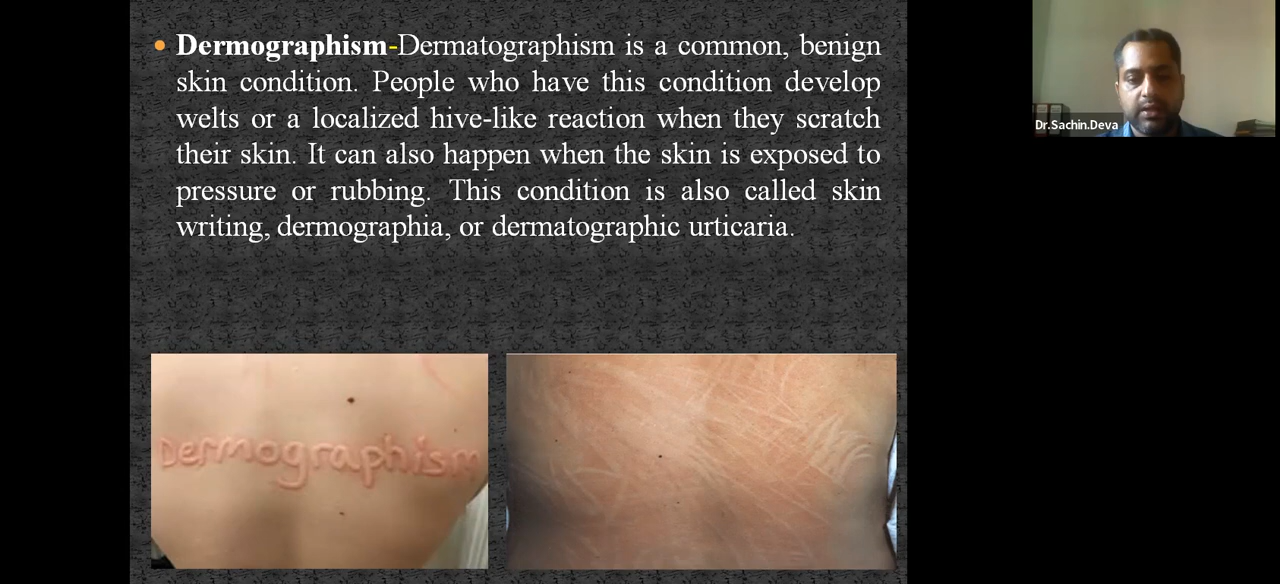 Dermographism-Dermatographism is a common, benign
skin condition. People who have this condition develop
welts or a localized hive-like reaction when they scratch
their skin. It can also happen when the skin is exposed to
pressure or rubbing. This condition is also called skin
writing, dermographia, or dermatographic urticaria.
Dr.Sachin.Deva
Dermographism